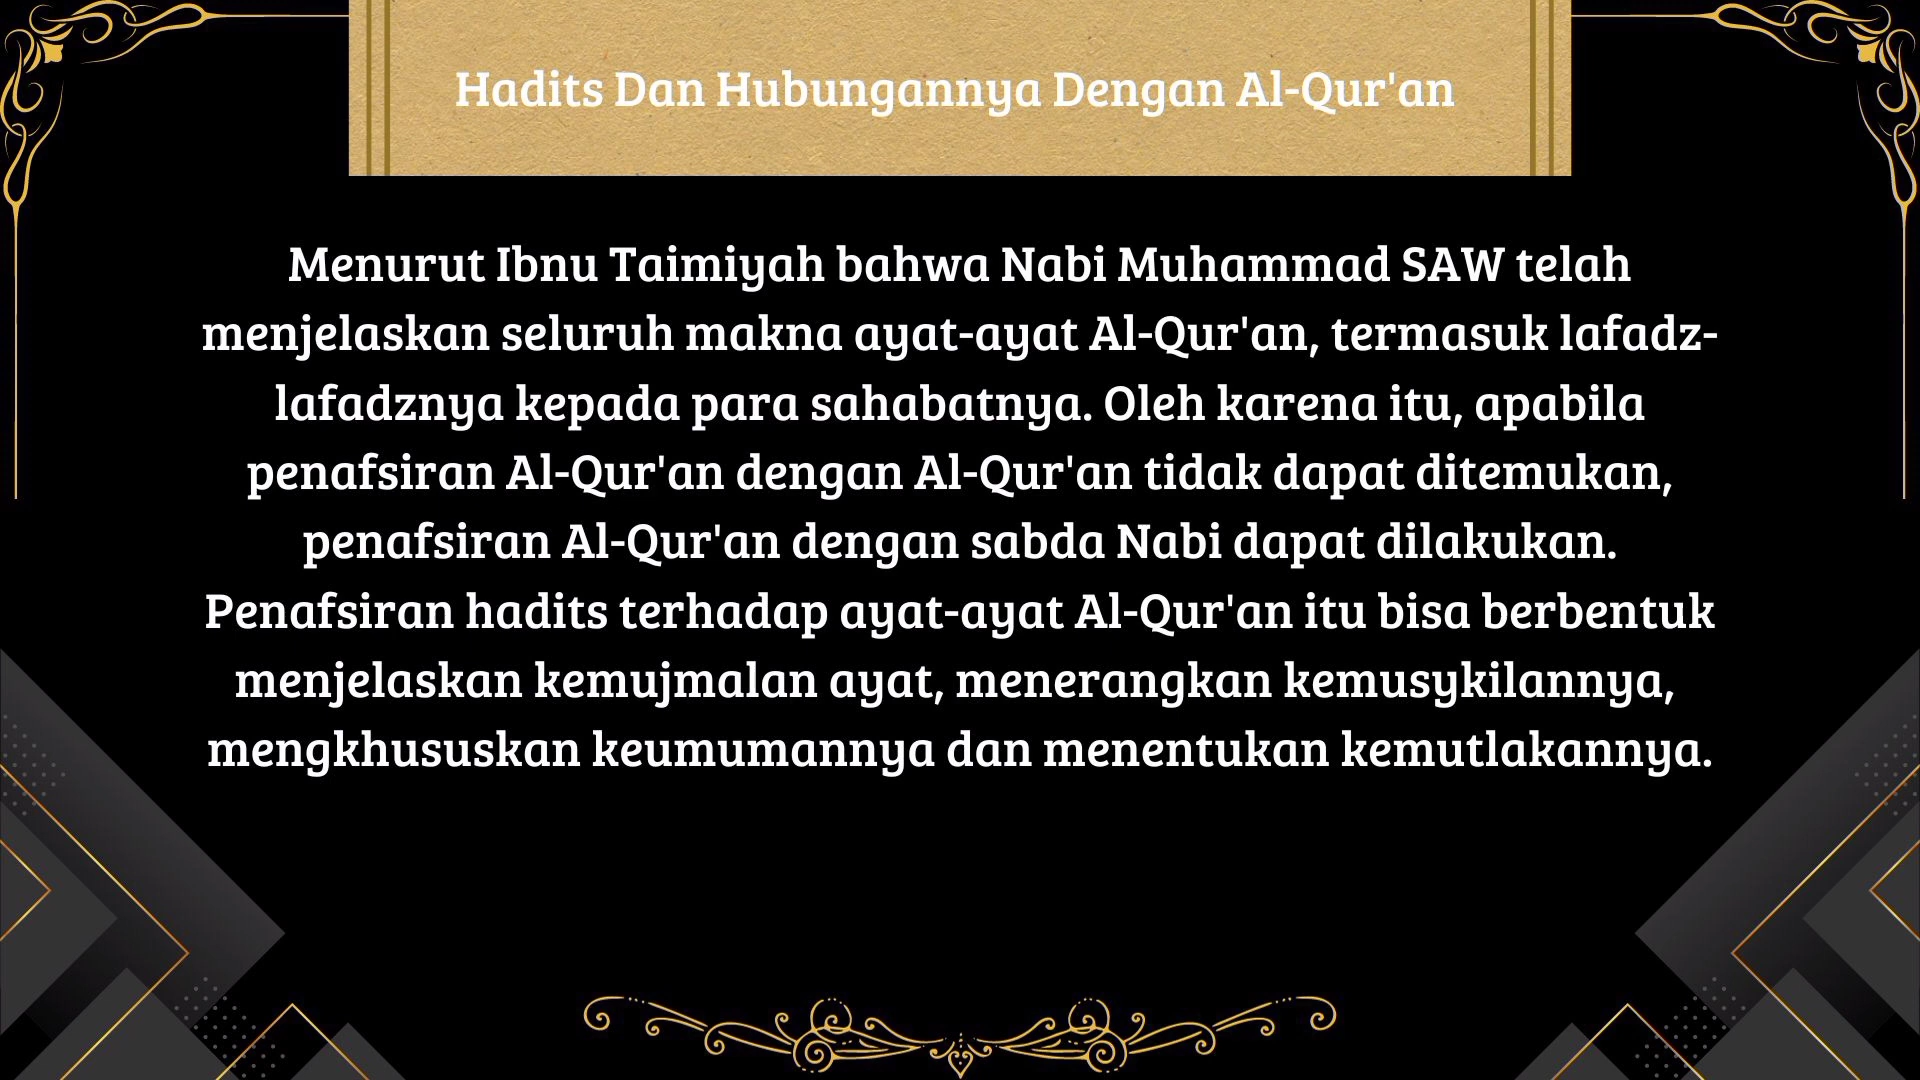 Hadits Dan Hubungannya Dengan Al-Qur'an
Menurut Ibnu Taimiyah bahwa Nabi Muhammad SAW telah
menjelaskan seluruh makna ayat-ayat Al-Qur'an, termasuk lafadz-
lafadznya kepada para sahabatnya. Oleh karena itu, apabila
penafsiran Al-Qur'an dengan Al-Qur'an tidak dapat ditemukan,
penafsiran Al-Qur'an dengan sabda Nabi dapat dilakukan.
Penafsiran hadits terhadap ayat-ayat Al-Qur'an itu bisa berbentuk
menjelaskan kemujmalan ayat, menerangkan kemusykilannya,
mengkhususkan keumumannya dan menentukan kemutlakannya.